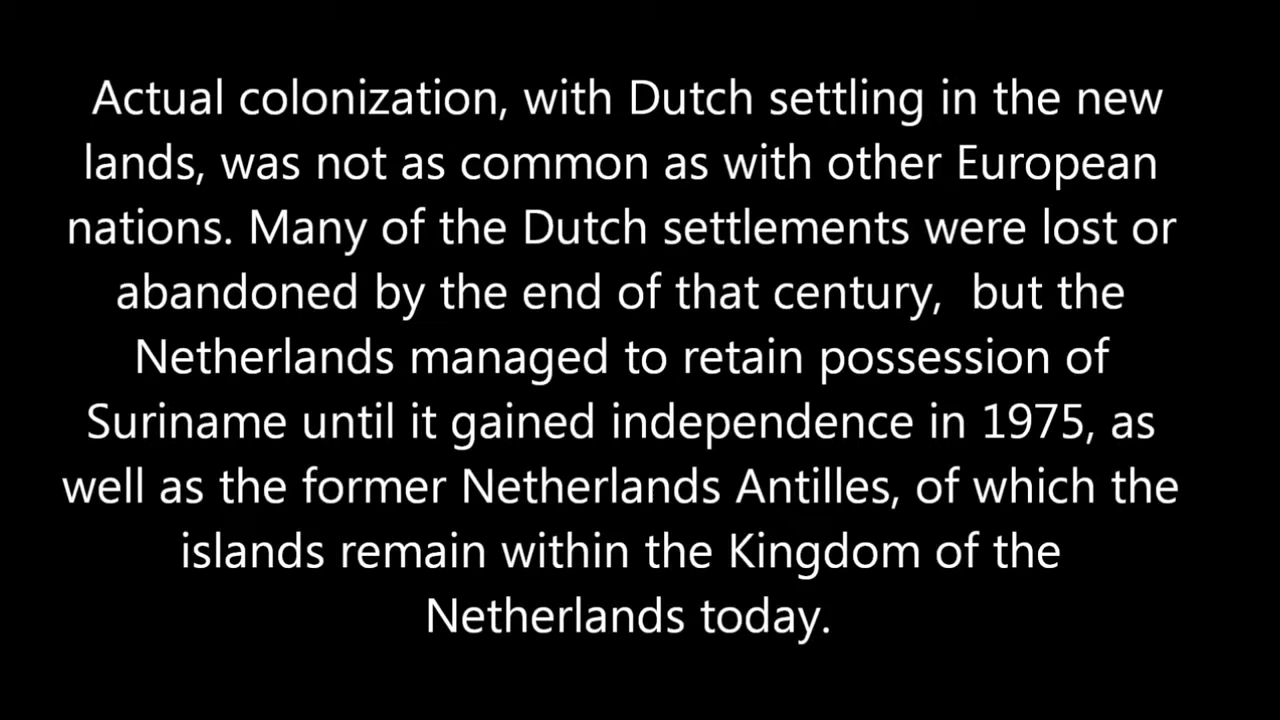 Actual colonization, with Dutch settling in the new
lands, was not as common as with other European
nations. Many of the Dutch settlements were lost or
abandoned by the end of that century,  but the
Netherlands managed to retain possession of
Suriname until it gained independence in 1975, as
well as the former Netherlands Antilles, of which the
islands remain within the Kingdom of the
Netherlands today.